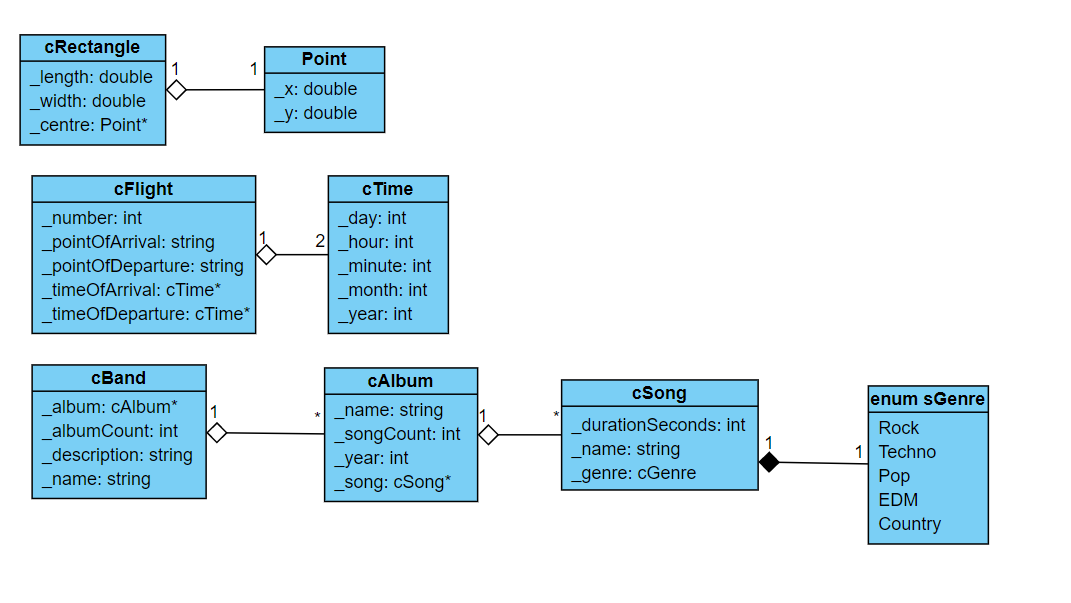 cRectangle
_length: double
_width: double
_centre: Point*
1
1
Point
_x: double
_y: double
cFlight
_number: int
_pointOfArrival: string
_pointOfDeparture: string
_timeOfArrival: cTime*
_timeOfDeparture: cTime*
1
2
cTime
_day: int
_hour: int
_minute: int
_month: int
_year: int
cBand
_album: cAlbum*
_albumCount: int
_description: string
_name: string
1
*
cAlbum
_name: string
_songCount: int
_year: int
_song: cSong*
1
*
cSong
_durationSeconds: int
_name: string
_genre: cGenre
1
1
enum sGenre
Rock
Techno
Pop
EDM
Country